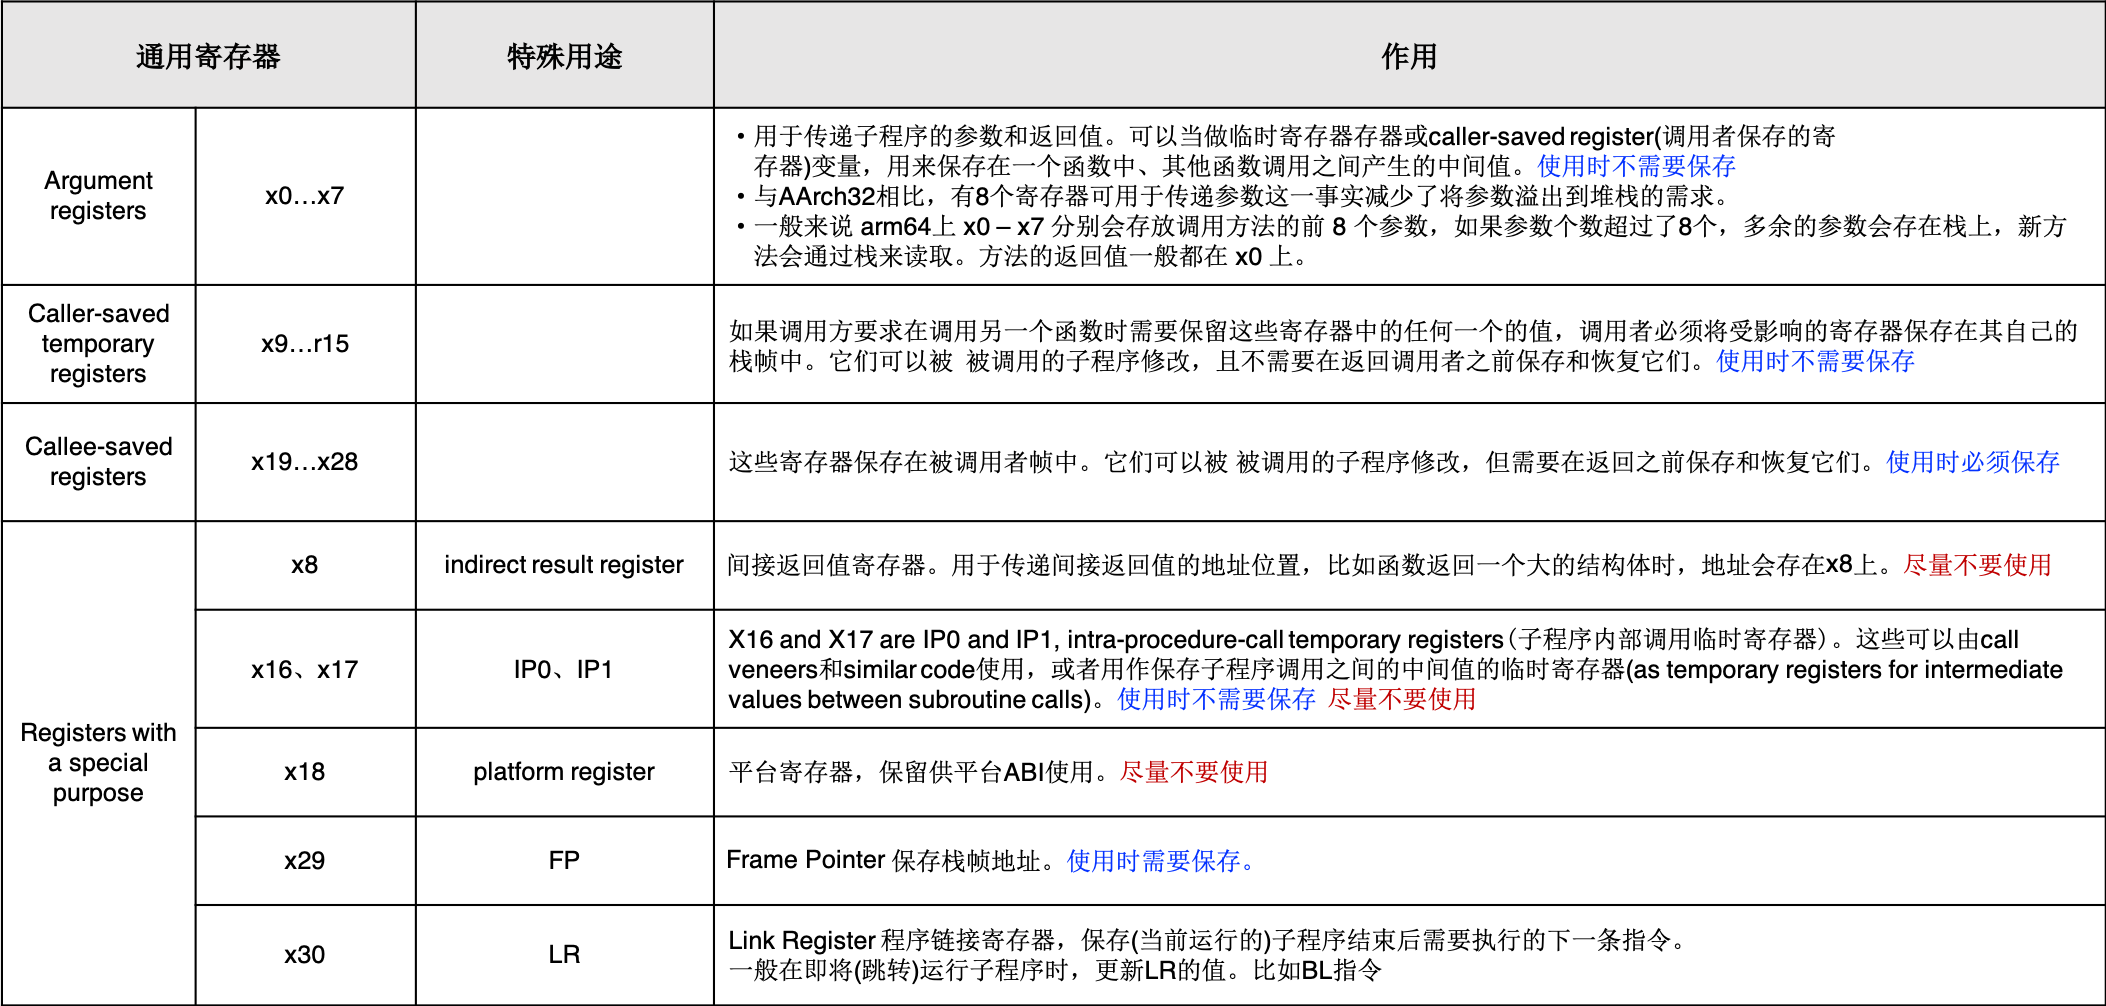 通用寄存器
特殊用途
作用
Argument
registers
x0…x7
•用于传递子程序的参数和返回值。可以当做临时寄存器存器或caller-saved register(调用者保存的寄
存器)变量，用来保存在一个函数中、其他函数调用之间产生的中间值。使用时不需要保存
•与AArch32相比，有8个寄存器可用于传递参数这一事实减少了将参数溢出到堆栈的需求。
•一般来说 arm64上 x0 – x7 分别会存放调用方法的前 8 个参数，如果参数个数超过了8个，多余的参数会存在栈上，新方
法会通过栈来读取。方法的返回值一般都在 x0 上。
Caller-saved
temporary
registers
x9…r15
如果调用方要求在调用另一个函数时需要保留这些寄存器中的任何一个的值，调用者必须将受影响的寄存器保存在其自己的
栈帧中。它们可以被 被调用的子程序修改，且不需要在返回调用者之前保存和恢复它们。使用时不需要保存
Callee-saved
registers
x19…x28
这些寄存器保存在被调用者帧中。它们可以被 被调用的子程序修改，但需要在返回之前保存和恢复它们。使用时必须保存
Registers with
a special
purpose
x8
indirect result register
间接返回值寄存器。用于传递间接返回值的地址位置，比如函数返回一个大的结构体时，地址会存在x8上。尽量不要使用
x16、x17
IP0、IP1
X16 and X17 are IP0 and IP1, intra-procedure-call temporary registers(子程序内部调用临时寄存器)。这些可以由call
veneers和similar code使用，或者用作保存子程序调用之间的中间值的临时寄存器(as temporary registers for intermediate
values between subroutine calls)。使用时不需要保存 尽量不要使用
x18
platform register
平台寄存器，保留供平台ABI使用。尽量不要使用
x29
FP
Frame Pointer 保存栈帧地址。使用时需要保存。
x30
LR
Link Register 程序链接寄存器，保存(当前运行的)子程序结束后需要执行的下一条指令。
一般在即将(跳转)运行子程序时，更新LR的值。比如BL指令